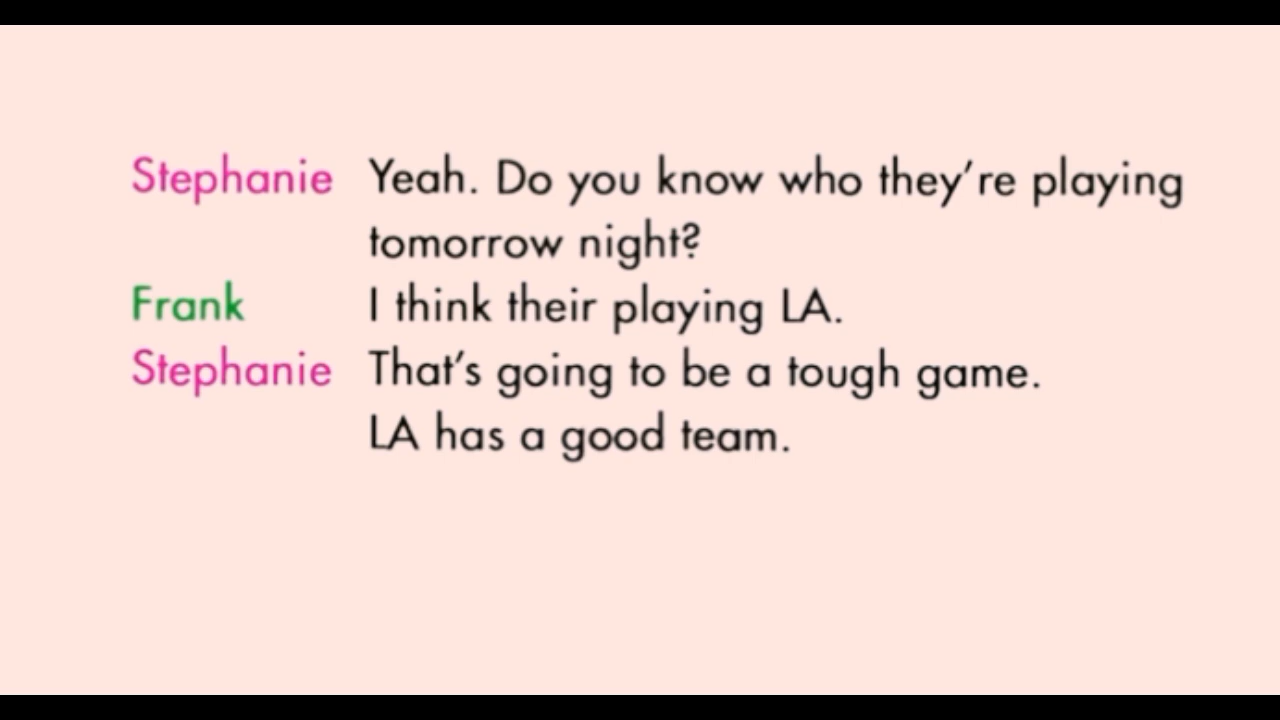 Stephanie Yeah. Do you know who they're playing
tomorrow night?
Frank I think their playing LA.
Stephanie That's going to be a tough game.
LA has a good team.